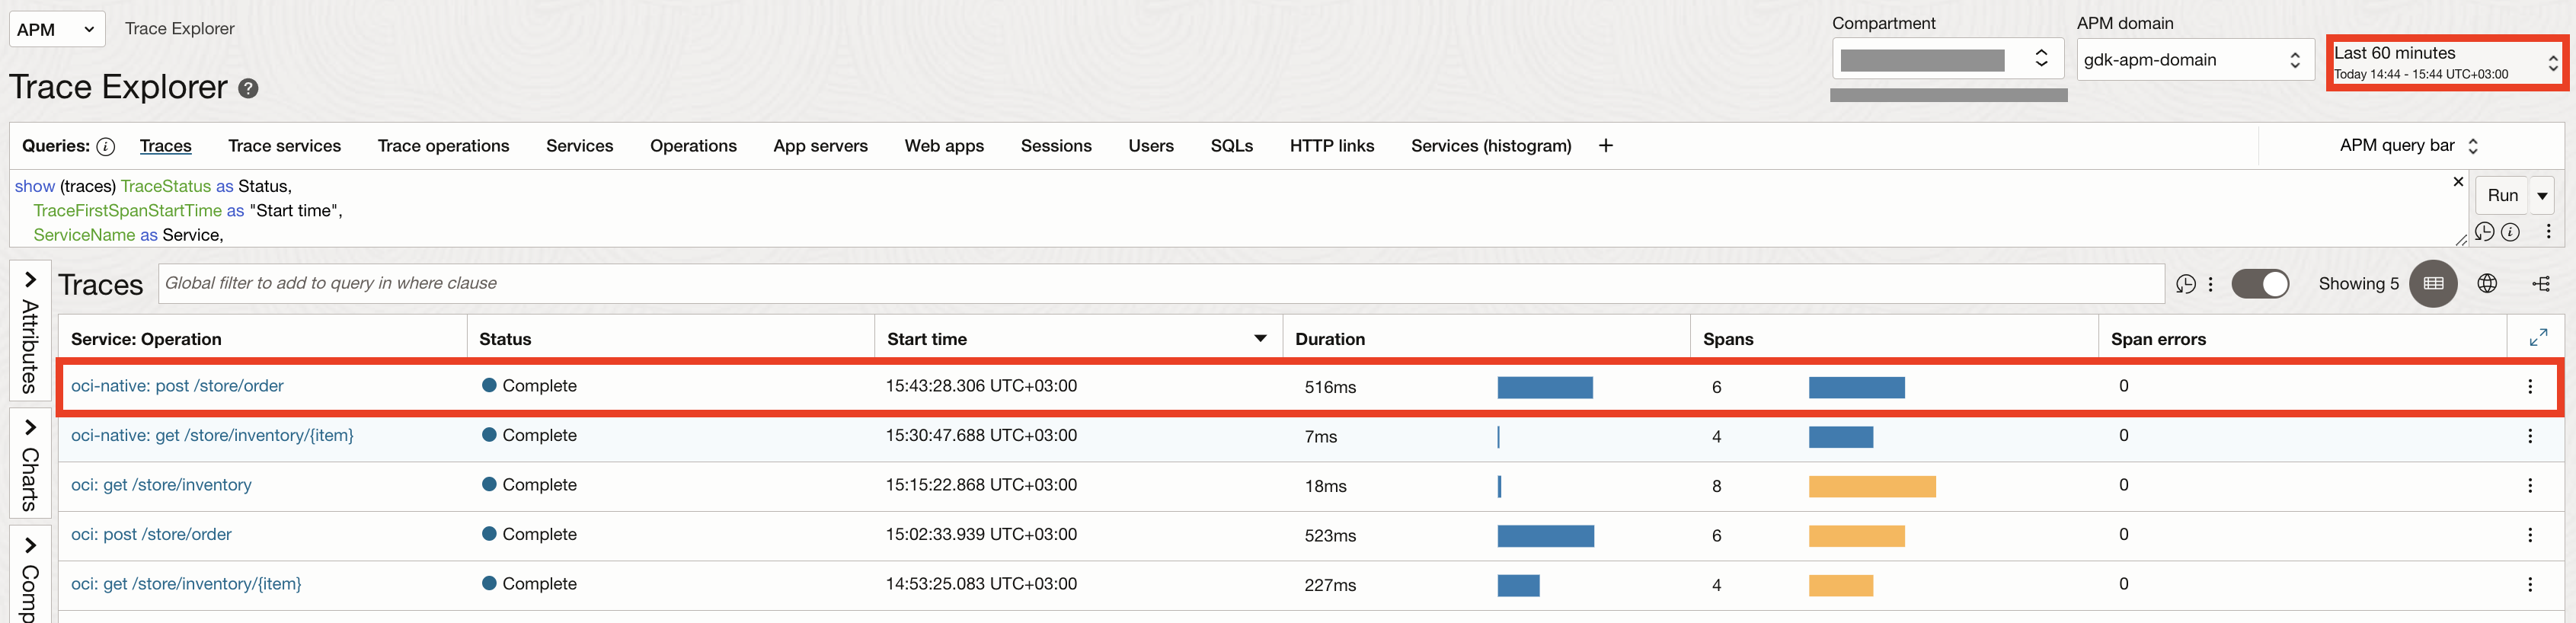 APM
Trace Explorer
Compartment
APM domain
gdk-apm-domain
Last 60 minutes
Today 14:44 - 15:44 UTC+03:00
Trace Explorer ?
Queries: i Traces Trace services Trace operations Services Operations App servers Web apps Sessions Users SQLs HTTP links Services (histogram) + APM query bar
show (traces) TraceStatus as Status,
TraceFirstSpanStartTime as "Start time",
ServiceName as Service,
Run
Attributes
Charts
Comp
Traces Global filter to add to query in where clause Showing 5
Service: Operation Status Start time Duration Spans Span errors
oci-native: post /store/order Complete 15:43:28.306 UTC+03:00 516ms 6 0
oci-native: get /store/inventory/{item} Complete 15:30:47.688 UTC+03:00 7ms 4 0
oci: get /store/inventory Complete 15:15:22.868 UTC+03:00 18ms 8 0
oci: post /store/order Complete 15:02:33.939 UTC+03:00 523ms 6 0
oci: get /store/inventory/{item} Complete 14:53:25.083 UTC+03:00 227ms 4 0